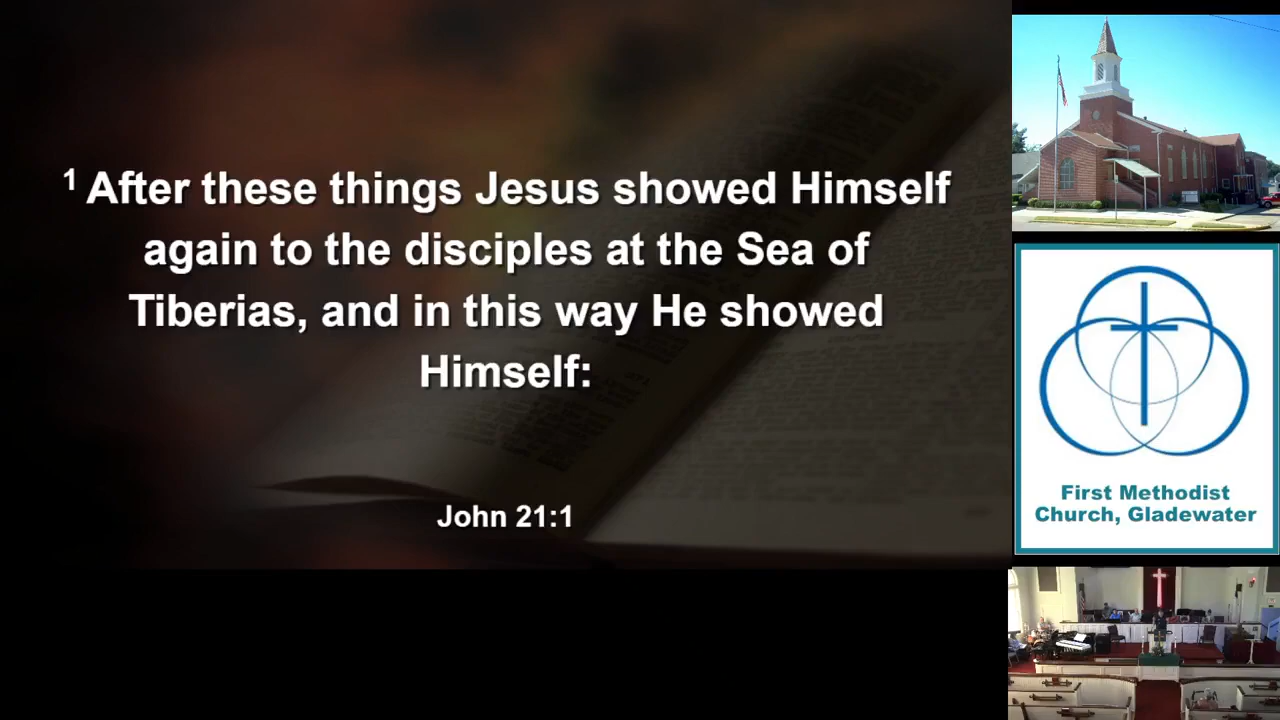 1 After these things Jesus showed Himself
again to the disciples at the Sea of
Tiberias, and in this way He showed
Himself:
John 21:1
First Methodist
Church, Gladewater